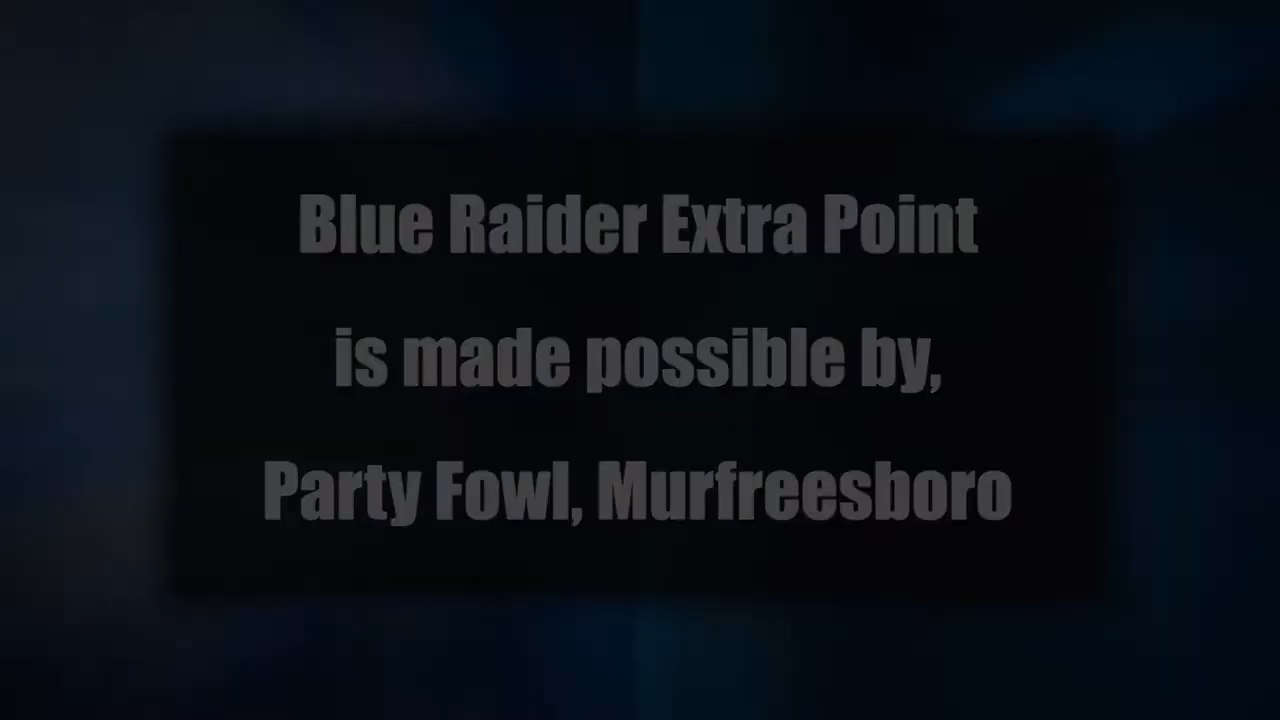 Blue Raider Extra Point
is made possible by,
Party Fowl, Murfreesboro